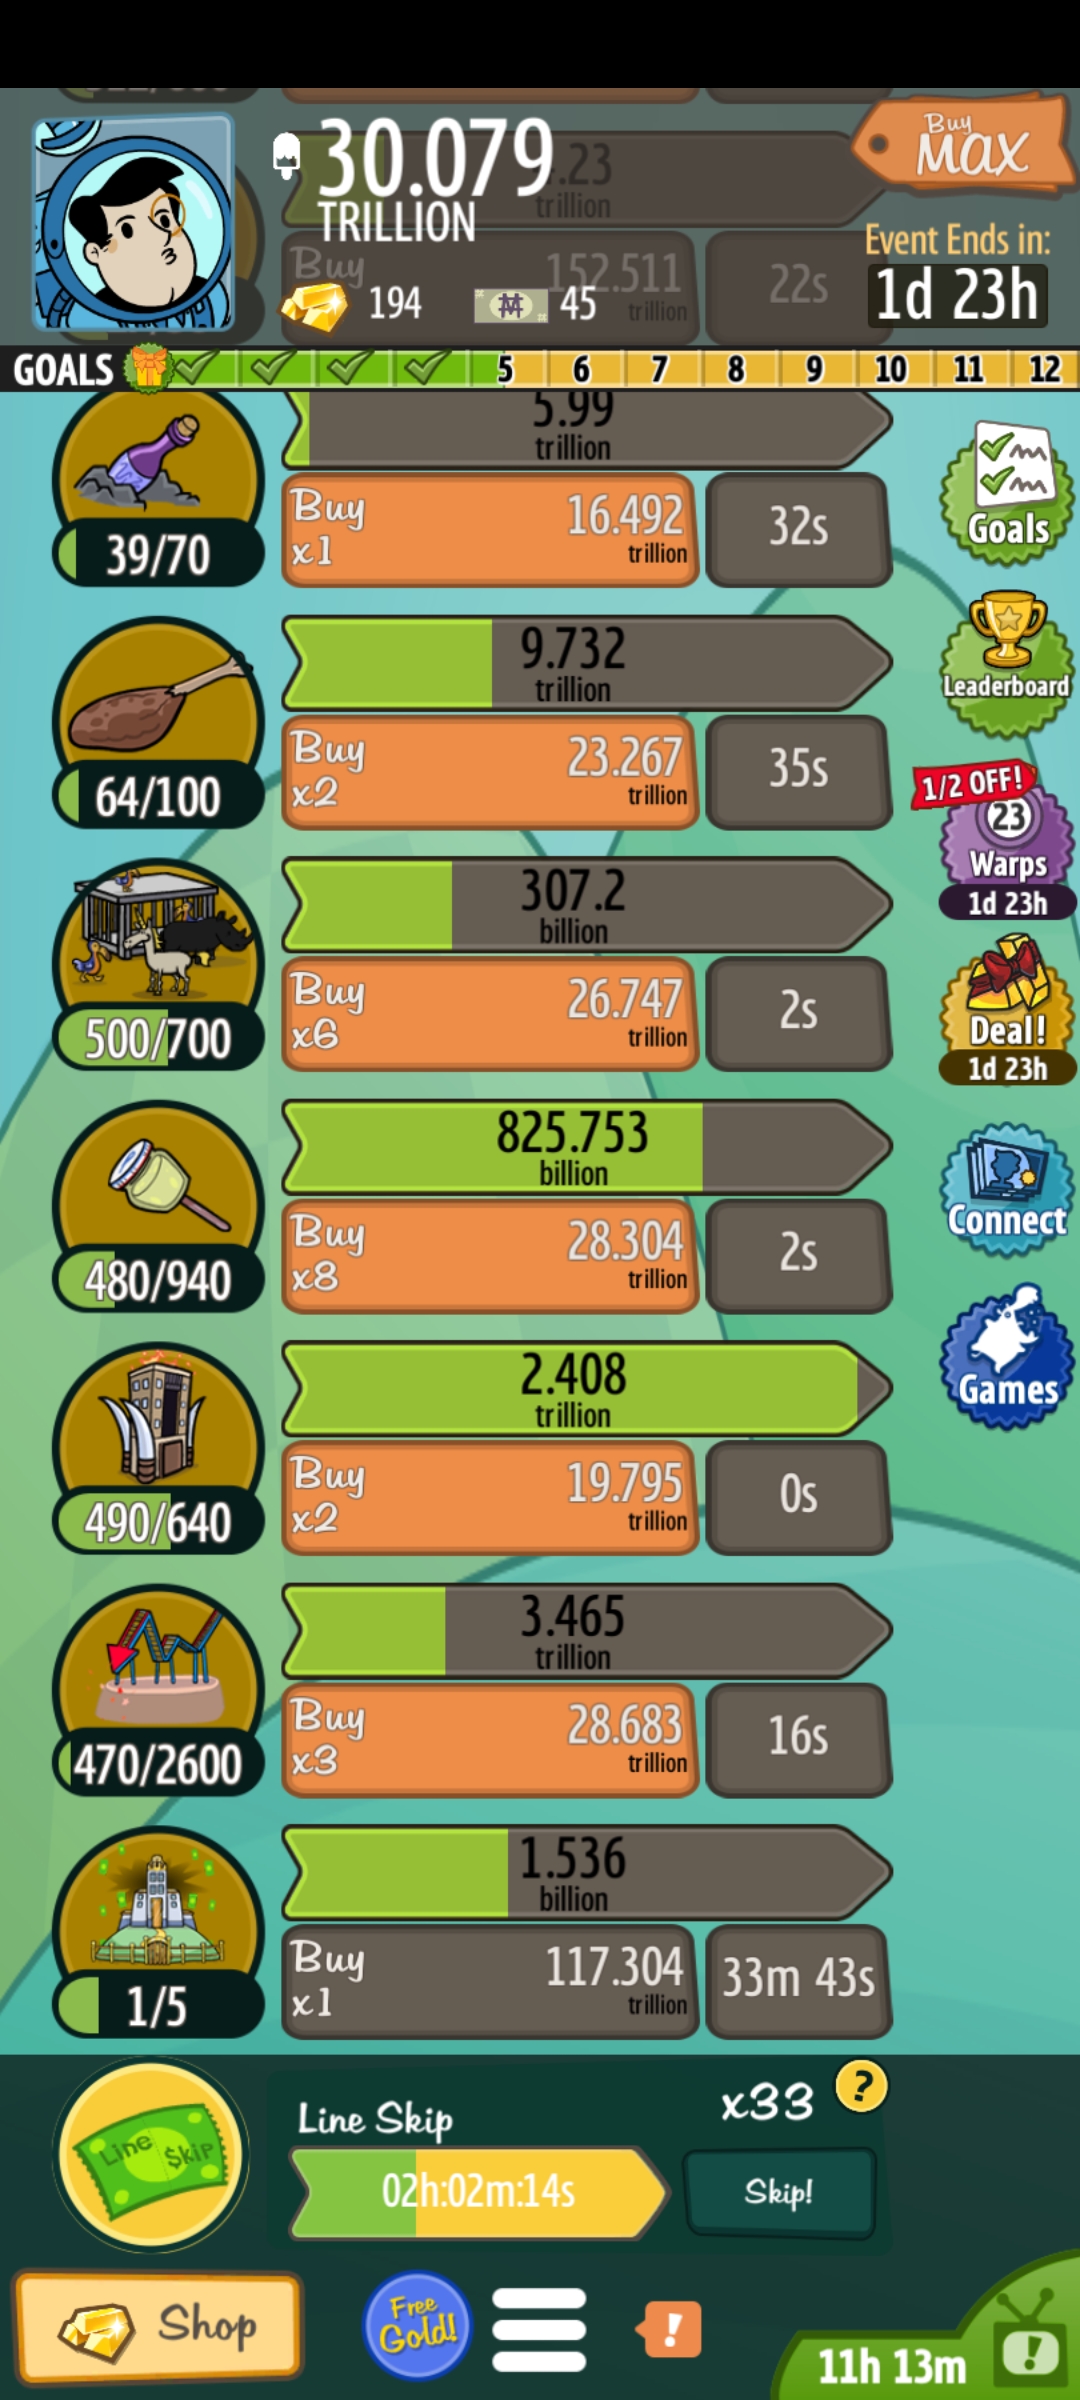 30.079
TRILLION
194
45
Buy
MAX
Event Ends in:
1d 23h
.23
trillion
Buy
152.511
trillion
22s
GOALS
5
6
7
8
9
10
11
12
5.99
trillion
39/70
Buy
x1
16.492
trillion
32s
Goals
9.732
trillion
64/100
Buy
x2
23.267
trillion
35s
Leaderboard
1/2 OFF!
23
Warps
1d 23h
307.2
billion
500/700
Buy
x6
26.747
trillion
2s
Deal!
1d 23h
825.753
billion
480/940
Buy
x8
28.304
trillion
2s
Connect
2.408
trillion
490/640
Buy
x2
19.795
trillion
0s
Games
3.465
trillion
470/2600
Buy
x3
28.683
trillion
16s
1.536
billion
1/5
Buy
x1
117.304
trillion
33m 43s
Line $kip
Line Skip
x33
?
02h:02m:14s
Skip!
Shop
Free
Gold!
!
11h 13m
!